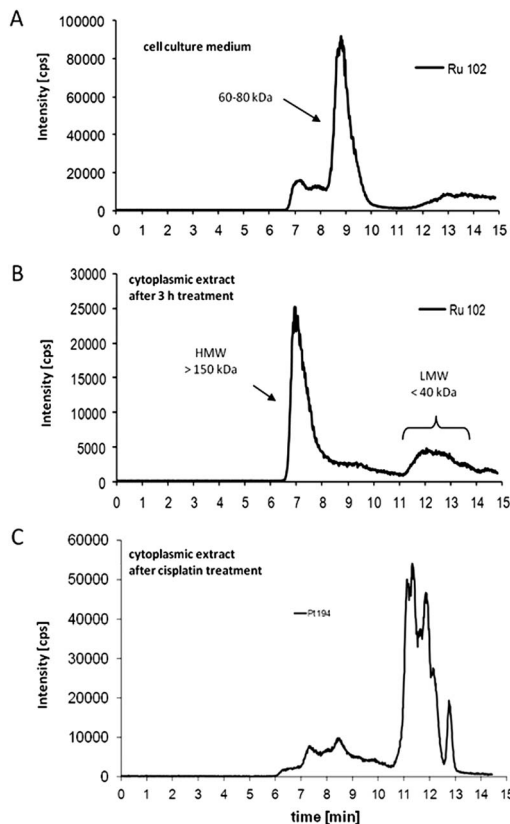 A
cell culture medium
Intensity [cps]
100000
80000
60000
40000
20000
0
60-80 kDa
Ru 102
0 1 2 3 4 5 6 7 8 9 10 11 12 13 14 15
B
cytoplasmic extract
after 3 h treatment
Intensity [cps]
30000
25000
20000
15000
10000
5000
0
HMW
> 150 kDa
Ru 102
LMW
< 40 kDa
0 1 2 3 4 5 6 7 8 9 10 11 12 13 14 15
C
cytoplasmic extract
after cisplatin treatment
Intensity [cps]
60000
50000
40000
30000
20000
10000
0
Pt194
0 1 2 3 4 5 6 7 8 9 10 11 12 13 14 15
time [min]